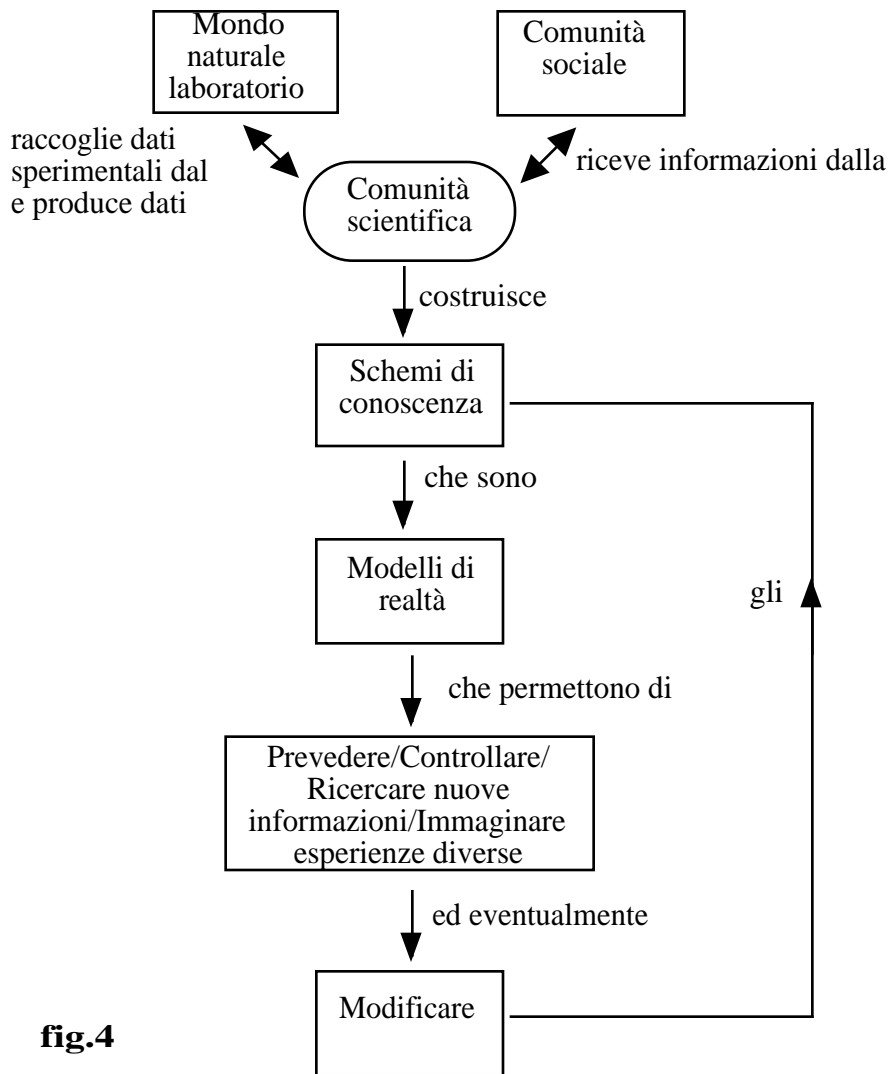 Mondo
naturale
laboratorio
Comunità
sociale
raccoglie dati
sperimentali dal
e produce dati
riceve informazioni dalla
Comunità
scientifica
costruisce
Schemi di
conoscenza
che sono
Modelli di
realtà
gli
che permettono di
Prevedere/Controllare/
Ricercare nuove
informazioni/Immaginare
esperienze diverse
ed eventualmente
Modificare
fig.4